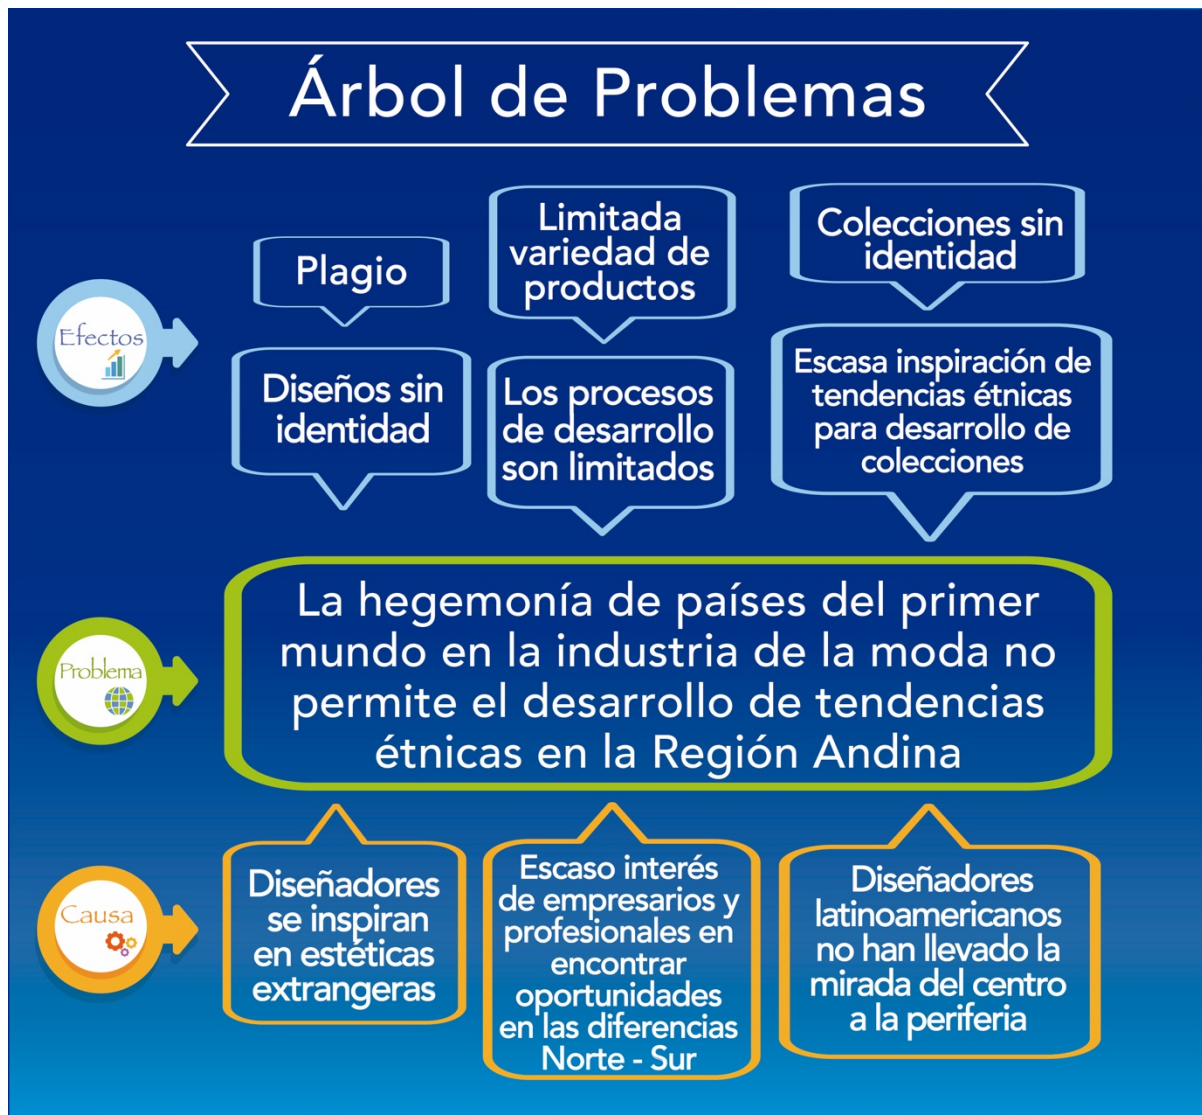 Árbol de Problemas
Efectos
Plagio
Limitada
variedad de
productos
Colecciones sin
identidad
Diseños sin
identidad
Los procesos
de desarrollo
son limitados
Escasa inspiración de
tendencias étnicas
para desarrollo de
colecciones
Problema
La hegemonía de países del primer
mundo en la industria de la moda no
permite el desarrollo de tendencias
étnicas en la Región Andina
Causa
Diseñadores
se inspiran
en estéticas
extrangeras
Escaso interés
de empresarios y
profesionales en
encontrar
oportunidades
en las diferencias
Norte - Sur
Diseñadores
latinoamericanos
no han llevado la
mirada del centro
a la periferia